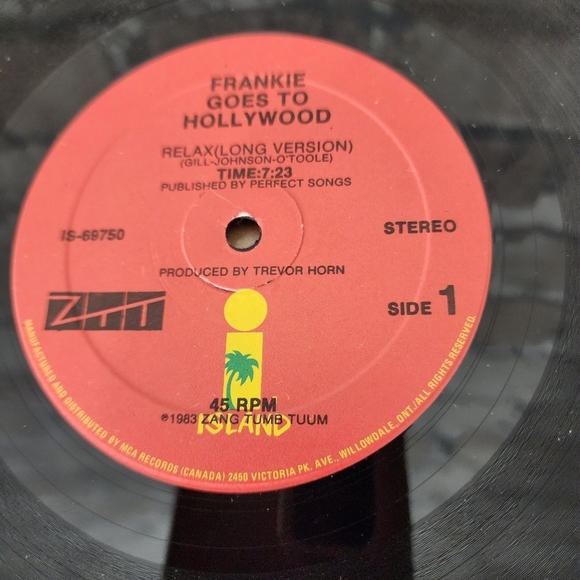 FRANKIE
GOES TO
HOLLYWOOD
RELAX(LONG VERSION)
(GILL-JOHNSON-O'TOOLE)
TIME:7:23
PUBLISHED BY PERFECT SONGS
IS-69750
STEREO
PRODUCED BY TREVOR HORN
ZTT
SIDE 1
45 RPM
℗1983 ZANG TUMB TUUM
ISLAND
MANUFACTURED AND DISTRIBUTED BY MCA RECORDS (CANADA) 2450 VICTORIA PK. AVE., WILLOWDALE, ONT./ALL RIGHTS RESERVED.